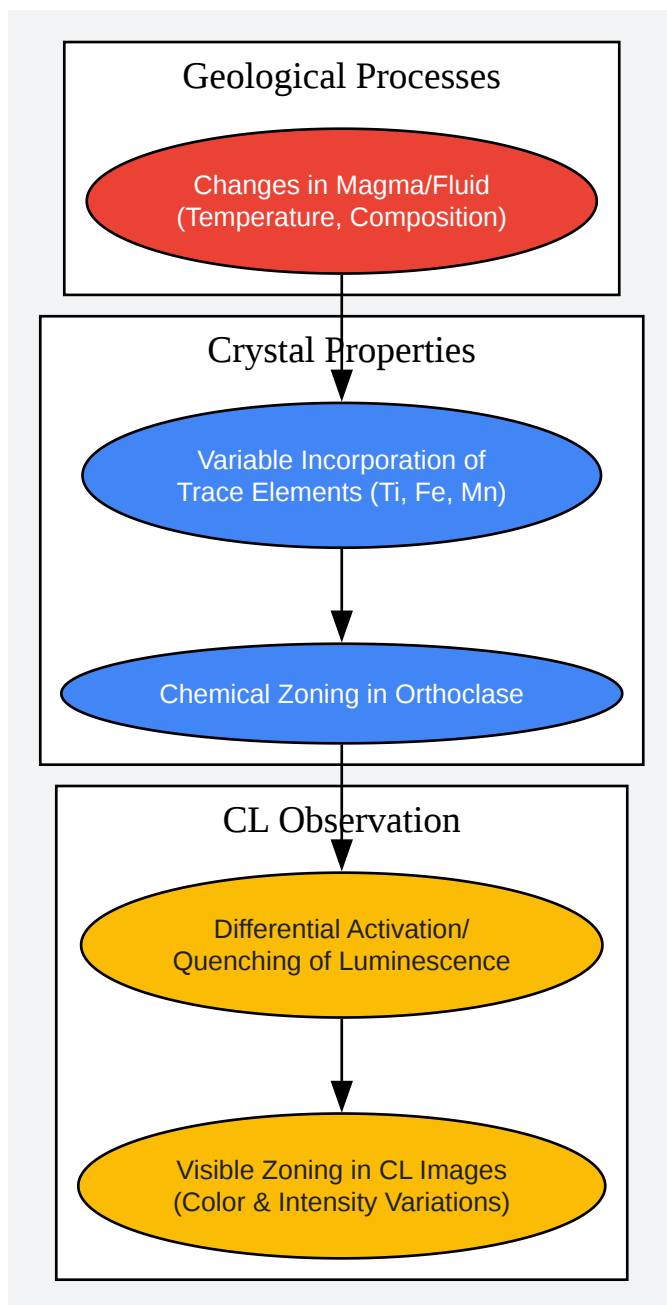 Geological Processes
Changes in Magma/Fluid
(Temperature, Composition)
Crystal Properties
Variable Incorporation of
Trace Elements (Ti, Fe, Mn)
Chemical Zoning in Orthoclase
CL Observation
Differential Activation/
Quenching of Luminescence
Visible Zoning in CL Images
(Color & Intensity Variations)